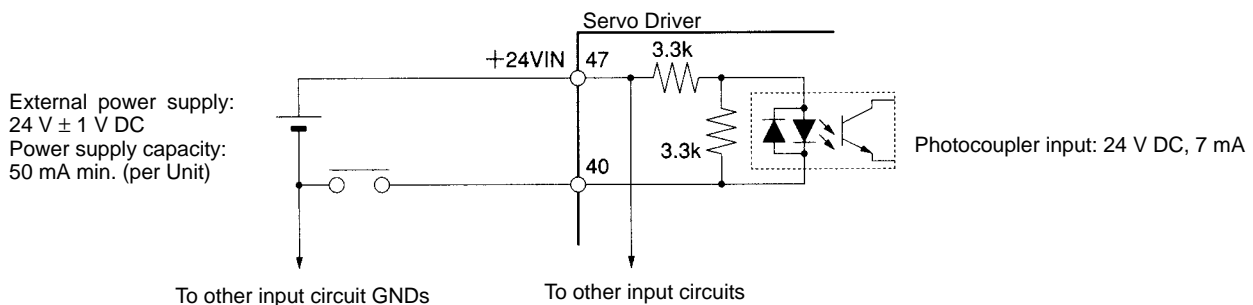 Servo Driver
+24VIN
47
3.3k
External power supply:
24 V ± 1 V DC
Power supply capacity:
50 mA min. (per Unit)
3.3k
Photocoupler input: 24 V DC, 7 mA
40
To other input circuit GNDs
To other input circuits